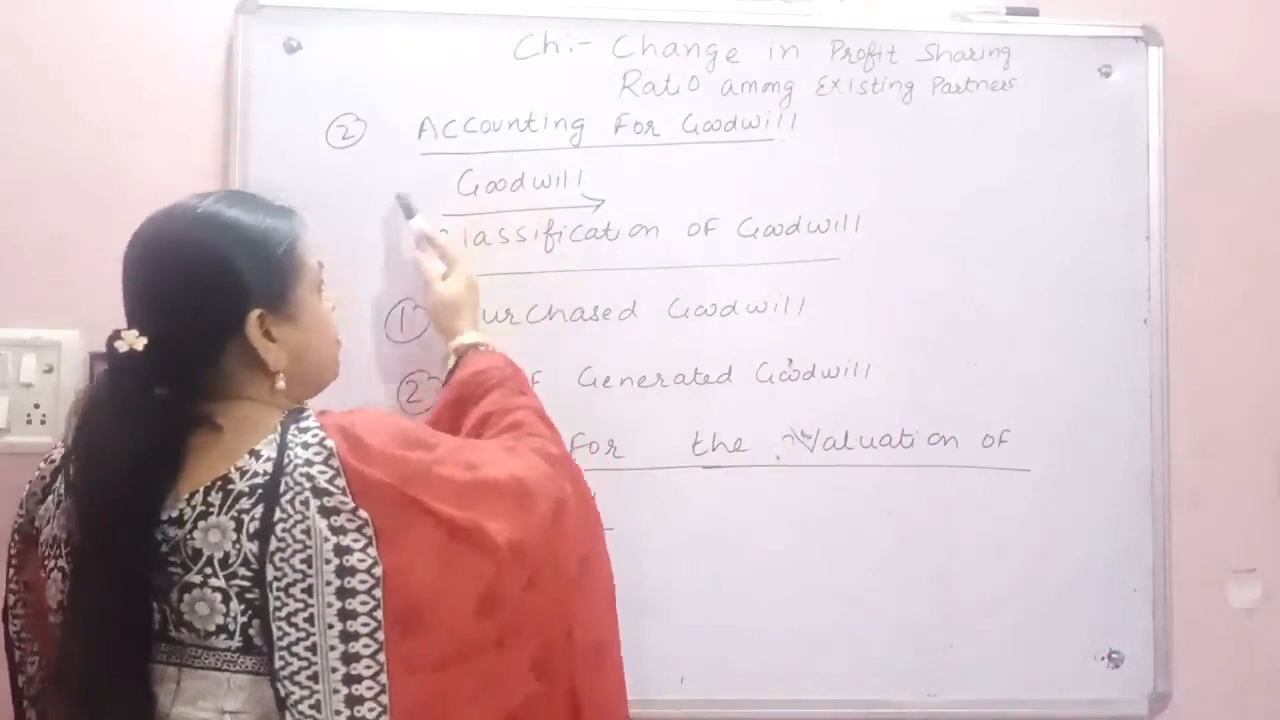 Ch:- Change in Profit Sharing
Ratio among Existing Partners
② Accounting for Goodwill
Goodwill
lassification of Goodwill
① urchased Goodwill
② f Generated Goodwill
for the Valuation of